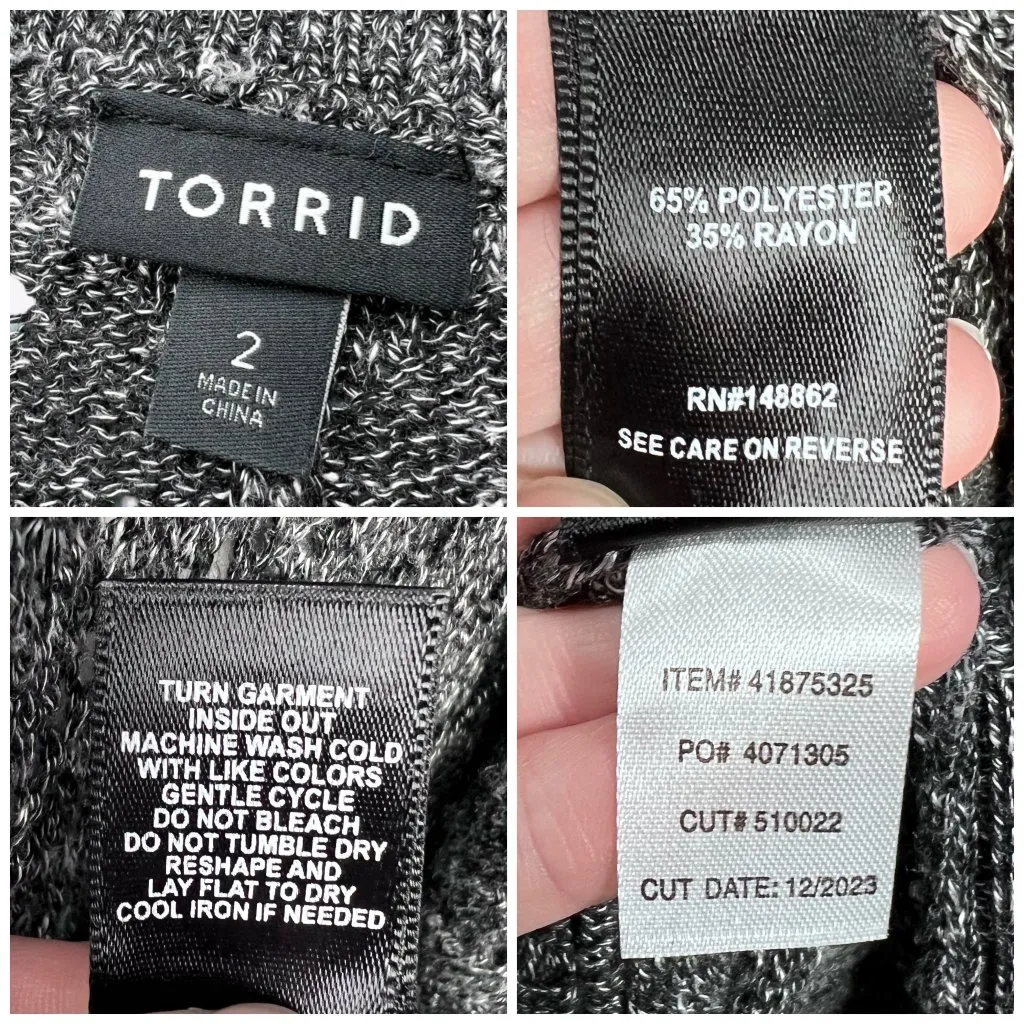 TORRID
2
MADE IN
CHINA
65% POLYESTER
35% RAYON
RN#148862
SEE CARE ON REVERSE
TURN GARMENT
INSIDE OUT
MACHINE WASH COLD
WITH LIKE COLORS
GENTLE CYCLE
DO NOT BLEACH
DO NOT TUMBLE DRY
RESHAPE AND
LAY FLAT TO DRY
COOL IRON IF NEEDED
ITEM# 41875325
PO# 4071305
CUT# 510022
CUT DATE: 12/2023